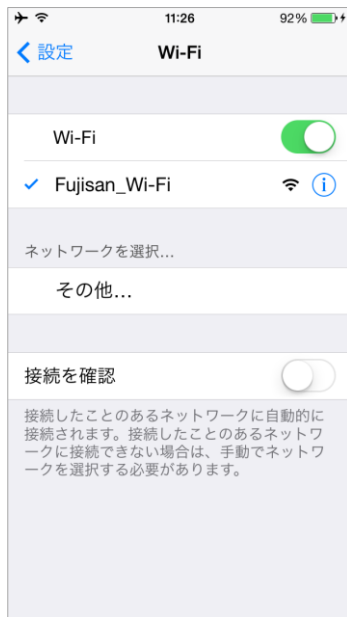 11:26
92%
設定
Wi-Fi
Wi-Fi
Fujisan_Wi-Fi
ネットワークを選択...
その他...
接続を確認
接続したことのあるネットワークに自動的に
接続されます。接続したことのあるネットワ
ークに接続できない場合は、手動でネットワ
ークを選択する必要があります。